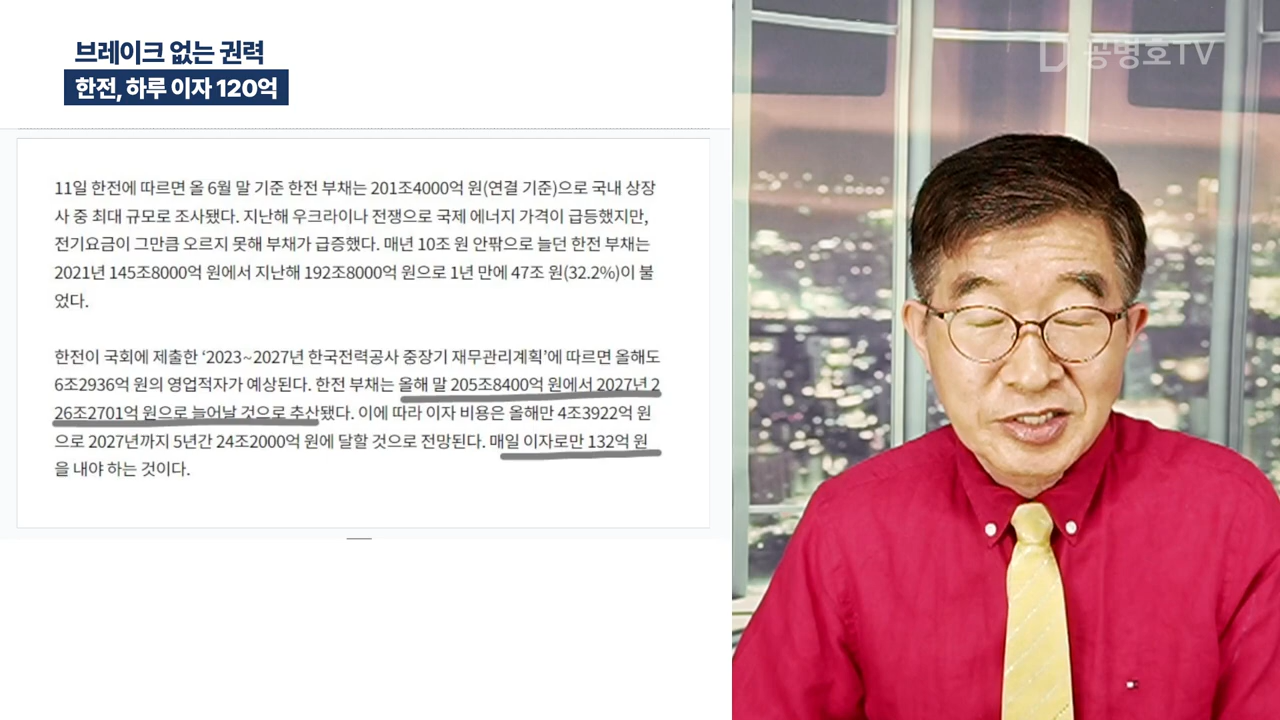 브레이크 없는 권력
한전, 하루 이자 120억
공병호TV
11일 한전에 따르면 올 6월 말 기준 한전 부채는 201조4000억 원(연결 기준)으로 국내 상장
사 중 최대 규모로 조사됐다. 지난해 우크라이나 전쟁으로 국제 에너지 가격이 급등했지만,
전기요금이 그만큼 오르지 못해 부채가 급증했다. 매년 10조 원 안팎으로 늘던 한전 부채는
2021년 145조8000억 원에서 지난해 192조8000억 원으로 1년 만에 47조 원(32.2%)이 불
었다.
한전이 국회에 제출한 ‘2023~2027년 한국전력공사 중장기 재무관리계획’에 따르면 올해도
6조2936억 원의 영업적자가 예상된다. 한전 부채는 올해 말 205조8400억 원에서 2027년 2
26조2701억 원으로 늘어날 것으로 추산됐다. 이에 따라 이자 비용은 올해만 4조3922억 원
으로 2027년까지 5년간 24조2000억 원에 달할 것으로 전망된다. 매일 이자로만 132억 원
을 내야 하는 것이다.